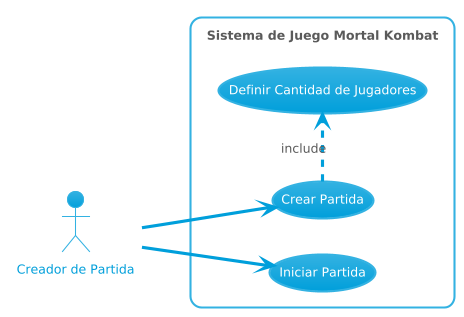 Sistema de Juego Mortal Kombat
Definir Cantidad de Jugadores
include
Crear Partida
Creador de Partida
Iniciar Partida